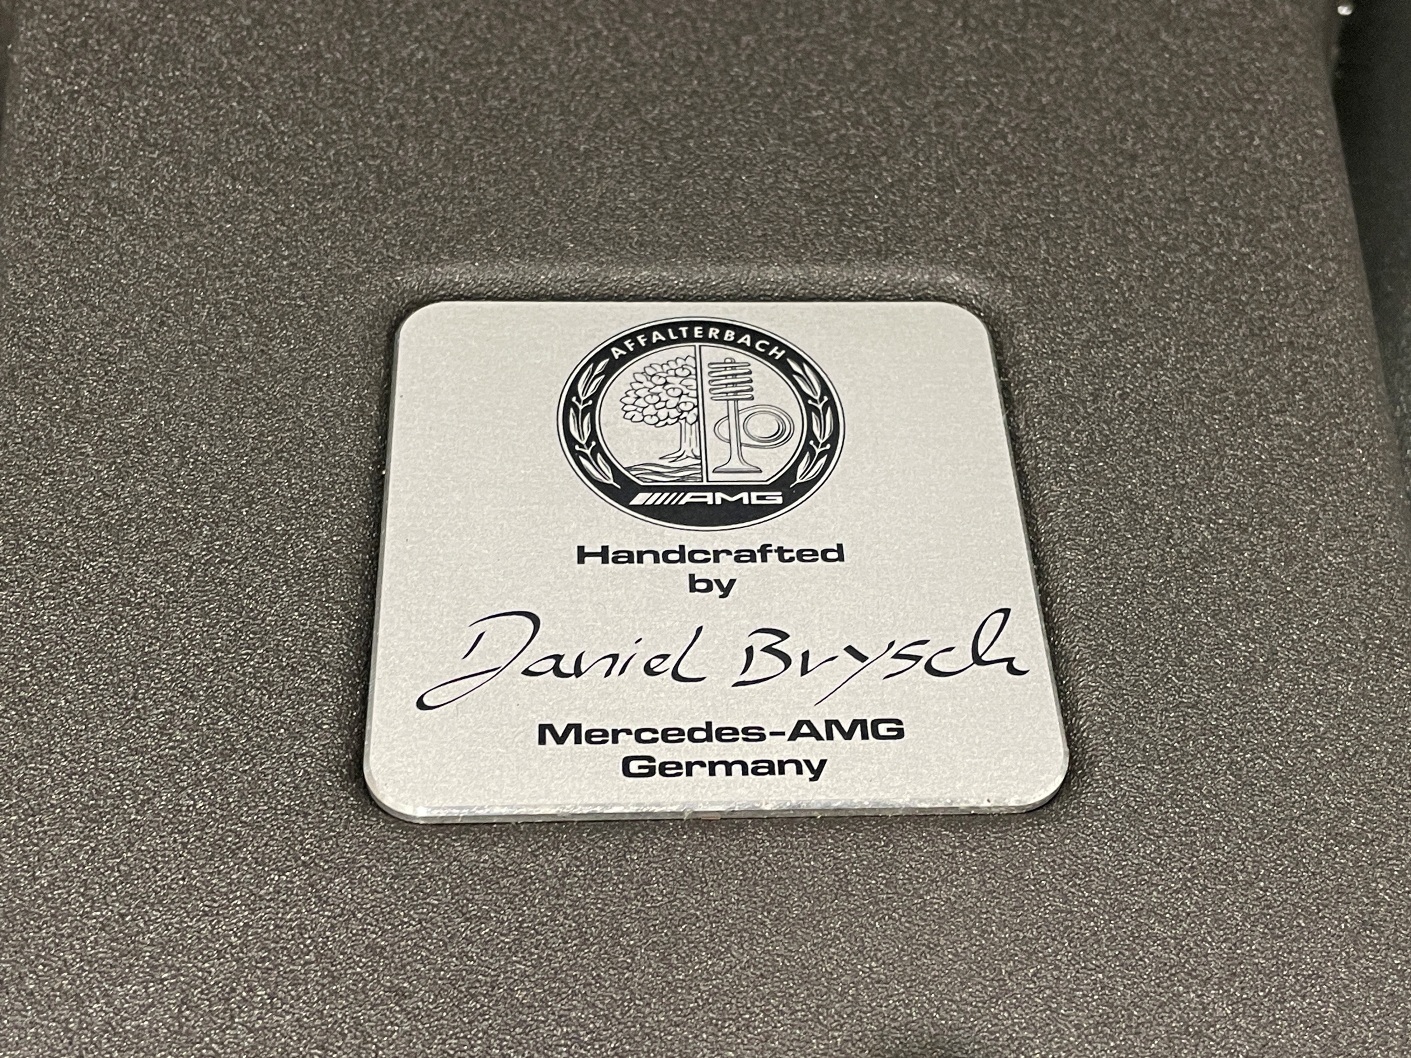 AFFALTERBACH
AMG
Handcrafted
by
Daniel Brysch
Mercedes-AMG
Germany